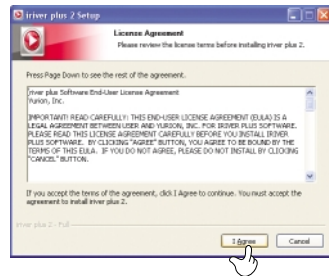 iriver plus 2 Setup
License Agreement
Please review the license terms before installing iriver plus 2.
Press Page Down to see the rest of the agreement.
iriver plus Software End-User License Agreement
Yurion, Inc.
IMPORTANT! READ CAREFULLY: THIS END-USER LICENSE AGREEMENT (EULA) IS A
LEGAL AGREEMENT BETWEEN USER AND YURION, INC. FOR IRIVER PLUS SOFTWARE.
PLEASE READ THIS LICENSE AGREEMENT CAREFULLY BEFORE YOU INSTALL IRIVER
PLUS SOFTWARE. BY CLICKING "AGREE" BUTTON, YOU AGREE TO BE BOUND BY THE
TERMS OF THIS EULA. IF YOU DO NOT AGREE, PLEASE DO NOT INSTALL BY CLICKING
"CANCEL" BUTTON.
If you accept the terms of the agreement, click I Agree to continue. You must accept the
agreement to install iriver plus 2.
iriver plus 2 - Full
I Agree
Cancel